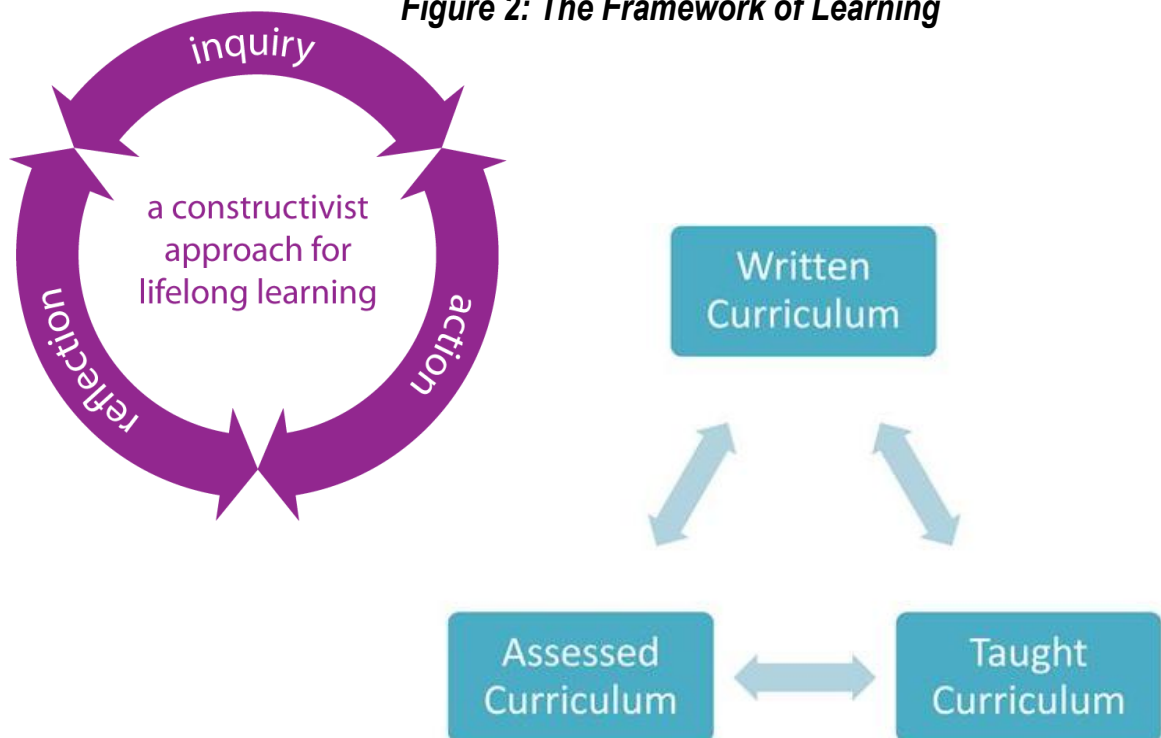 Figure 2: The Framework of Learning
inquiry
a constructivist
approach for
lifelong learning
reflection
action
Written
Curriculum
Assessed
Curriculum
Taught
Curriculum